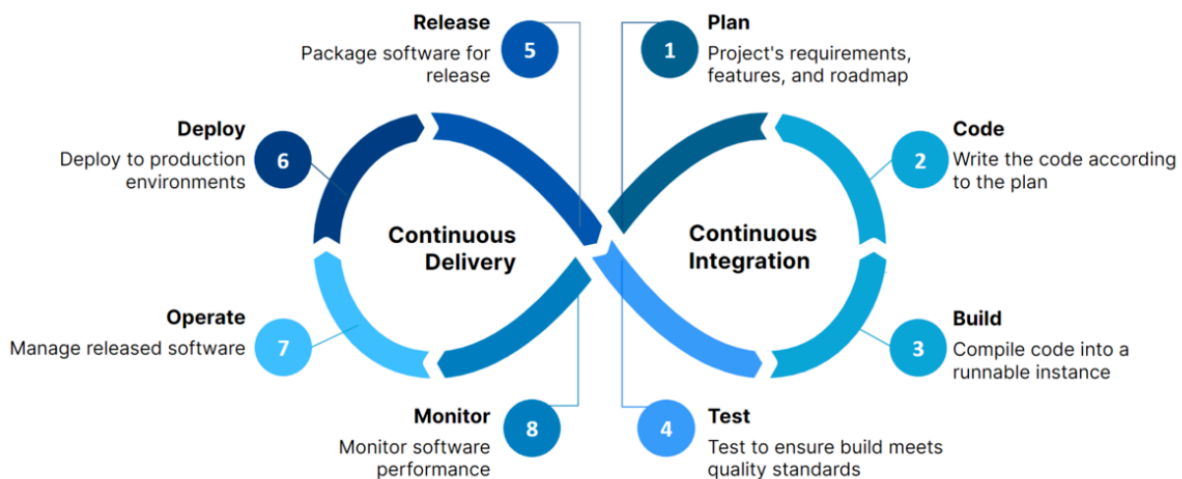 Release
Package software for
release
5
1
Plan
Project's requirements,
features, and roadmap
Deploy
Deploy to production
environments
6
2
Code
Write the code according
to the plan
Continuous
Delivery
Continuous
Integration
Operate
Manage released software
7
3
Build
Compile code into a
runnable instance
Monitor
Monitor software
performance
8
4
Test
Test to ensure build meets
quality standards